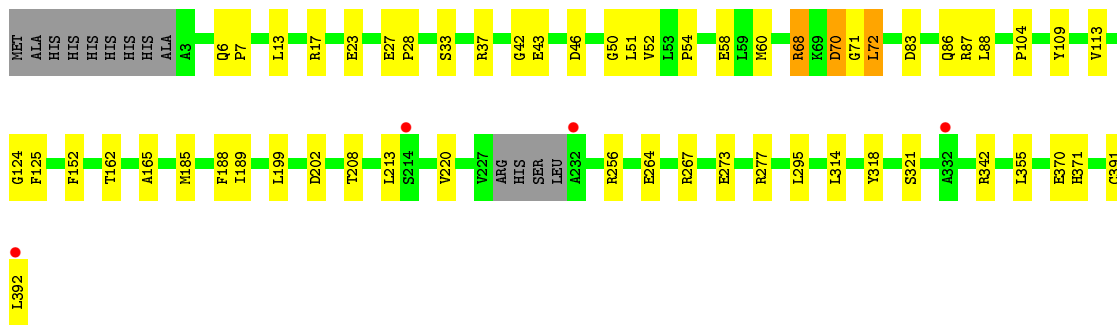 MET ALA HIS HIS HIS HIS HIS HIS ALA A3 Q6 P7 L13 R17 E23 E27 P28 S33 R37 G42 E43 D46 G50 L51 V52 L53 P54 E58 L59 M60 R68 K69 D70 G71 L72 D83 Q86 R87 L88 P104 Y109 V113
G124 F125 F152 T162 A165 M185 F188 I189 L199 D202 T208 L213 S214 V220 V227 ARG HIS SER LEU A232 R256 E264 R267 E273 R277 L295 L314 Y318 S321 A332 R342 L355 E370 H371 C391
L392